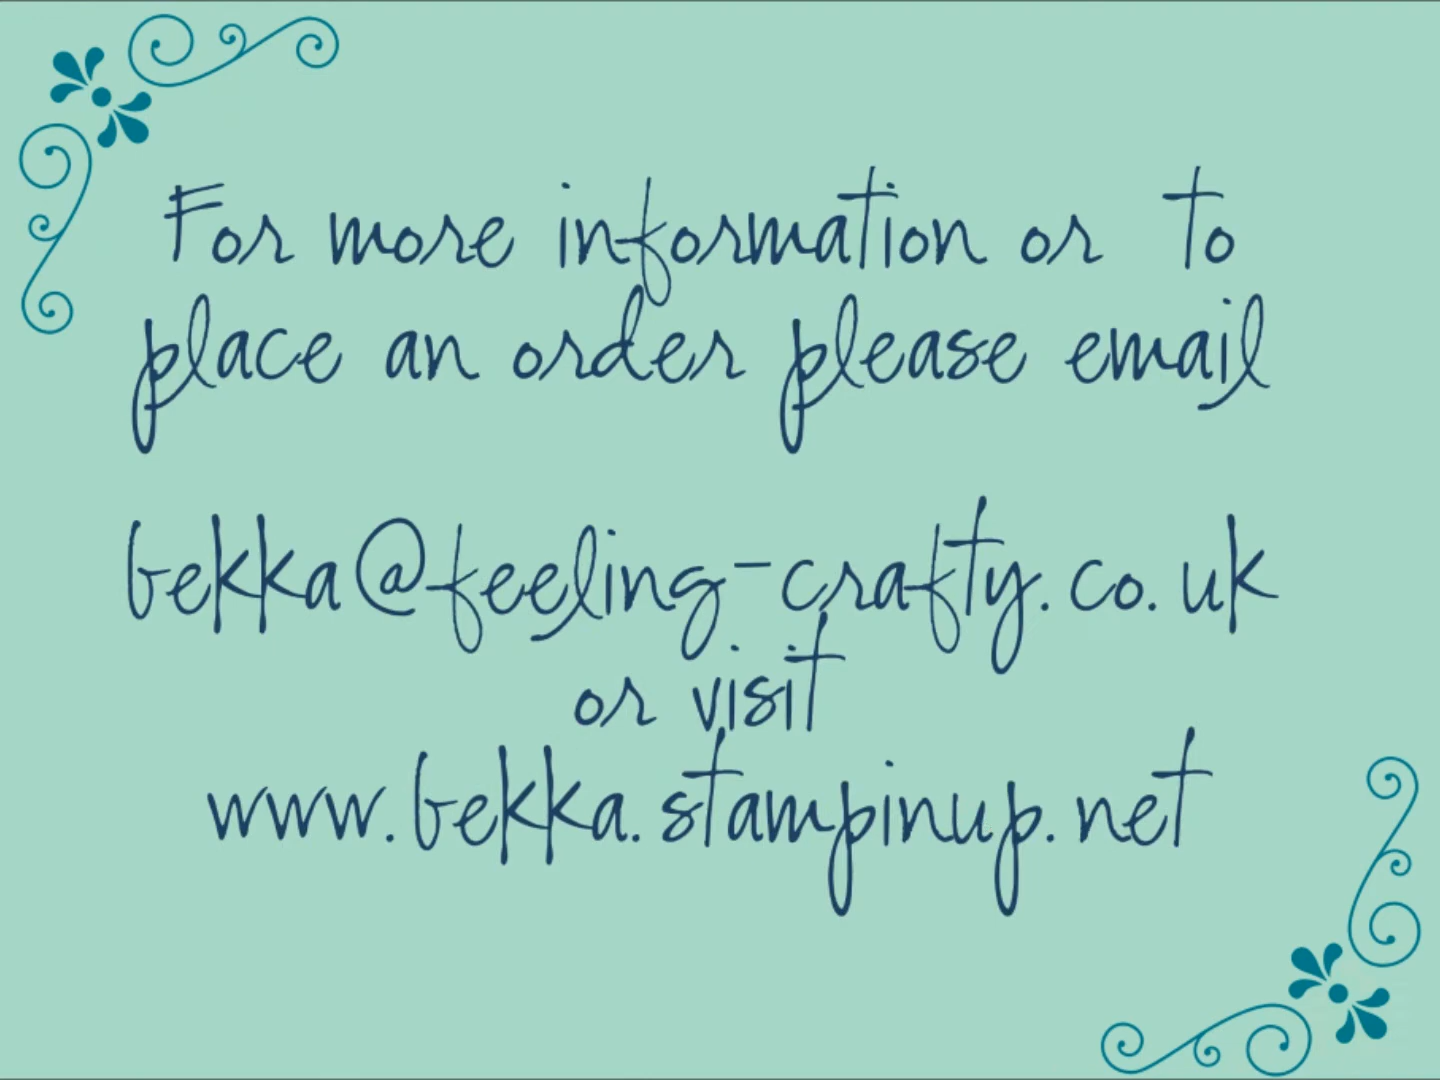 For more information or to
place an order please email
bekka@feeling-crafty.co.uk
or visit
www.bekka.stampinup.net